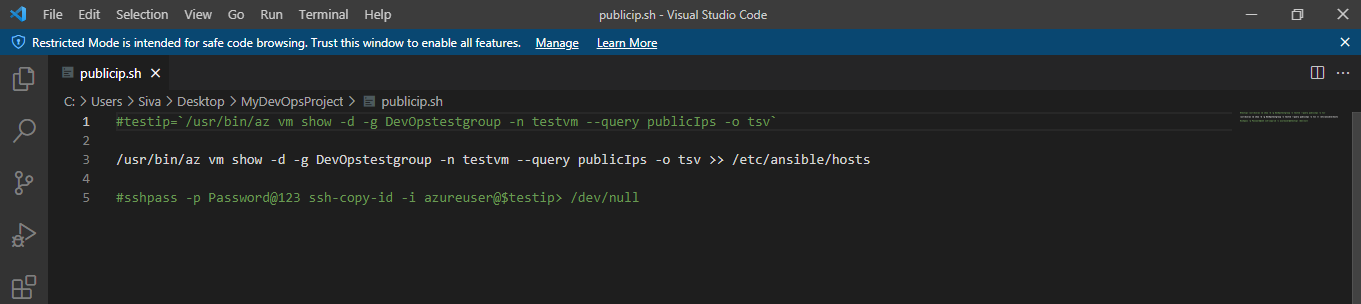 File Edit Selection View Go Run Terminal Help publicip.sh - Visual Studio Code
Restricted Mode is intended for safe code browsing. Trust this window to enable all features. Manage Learn More
publicip.sh
C: > Users > Siva > Desktop > MyDevOpsProject > publicip.sh
1 #testip=`/usr/bin/az vm show -d -g DevOpstestgroup -n testvm --query publicIps -o tsv`
2
3 /usr/bin/az vm show -d -g DevOpstestgroup -n testvm --query publicIps -o tsv >> /etc/ansible/hosts
4
5 #sshpass -p Password@123 ssh-copy-id -i azureuser@$testip> /dev/null